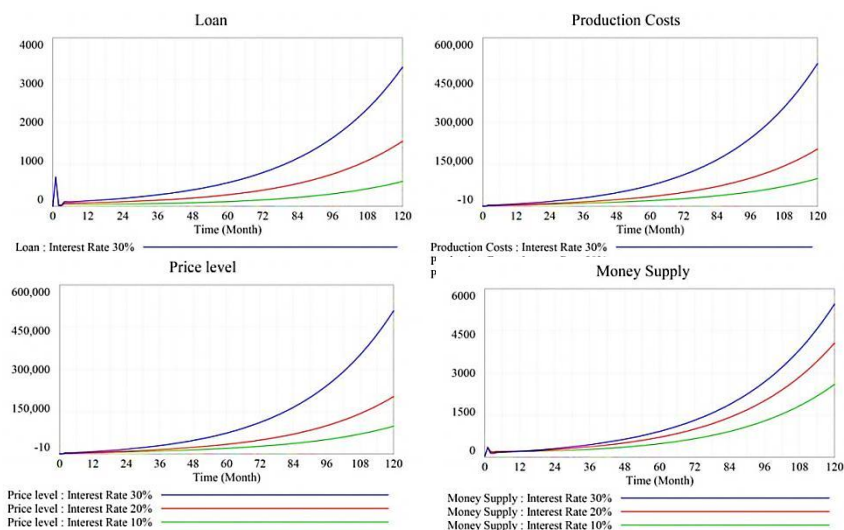 Loan
4000
3000
2000
1000
0
0 12 24 36 48 60 72 84 96 108 120
Time (Month)
Loan : Interest Rate 30%
Production Costs
600,000
450,000
300,000
150,000
-10
0 12 24 36 48 60 72 84 96 108 120
Time (Month)
Production Costs : Interest Rate 30%
Price level
600,000
450,000
300,000
150,000
-10
0 12 24 36 48 60 72 84 96 108 120
Time (Month)
Price level : Interest Rate 30%
Price level : Interest Rate 20%
Price level : Interest Rate 10%
Money Supply
6000
4500
3000
1500
0
0 12 24 36 48 60 72 84 96 108 120
Time (Month)
Money Supply : Interest Rate 30%
Money Supply : Interest Rate 20%
Money Supply : Interest Rate 10%